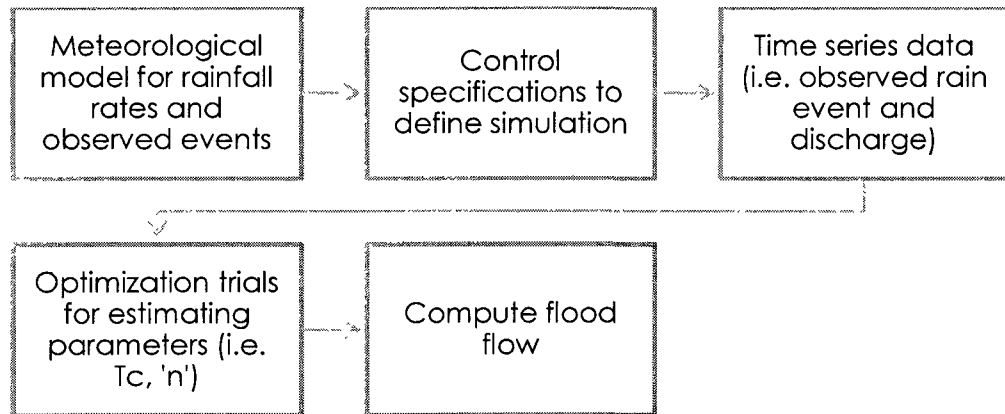 Meteorological
model for rainfall
rates and
observed events
Control
specifications to
define simulation
Time series data
(i.e. observed rain
event and
discharge)
Optimization trials
for estimating
parameters (i.e.
Tc, 'n')
Compute flood
flow